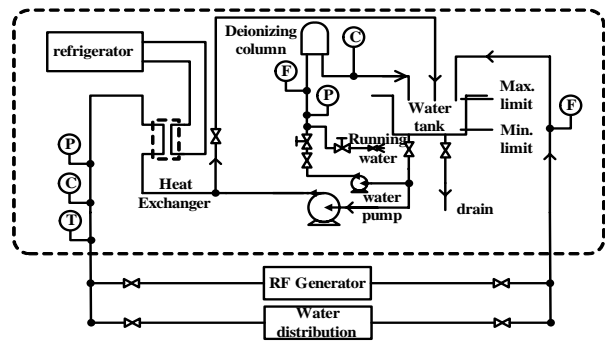 Deionizing
column
C
refrigerator
F
P
Water
tank
Max.
limit
Min.
limit
F
Running
water
P
C
T
Heat
Exchanger
water
pump
drain
RF Generator
Water
distribution